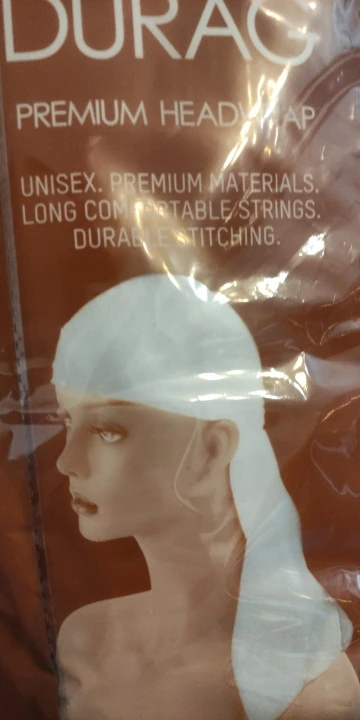 DURAG
PREMIUM HEADWRAP
UNISEX. PREMIUM MATERIALS.
LONG COMFORTABLE STRINGS.
DURABLE STITCHING.